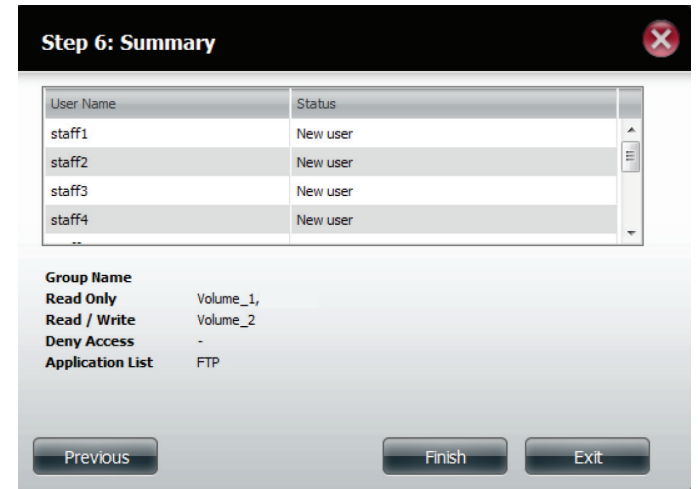 Step 6: Summary
User Name Status
staff1 New user
staff2 New user
staff3 New user
staff4 New user
Group Name
Read Only Volume_1,
Read / Write Volume_2
Deny Access -
Application List FTP
Previous Finish Exit